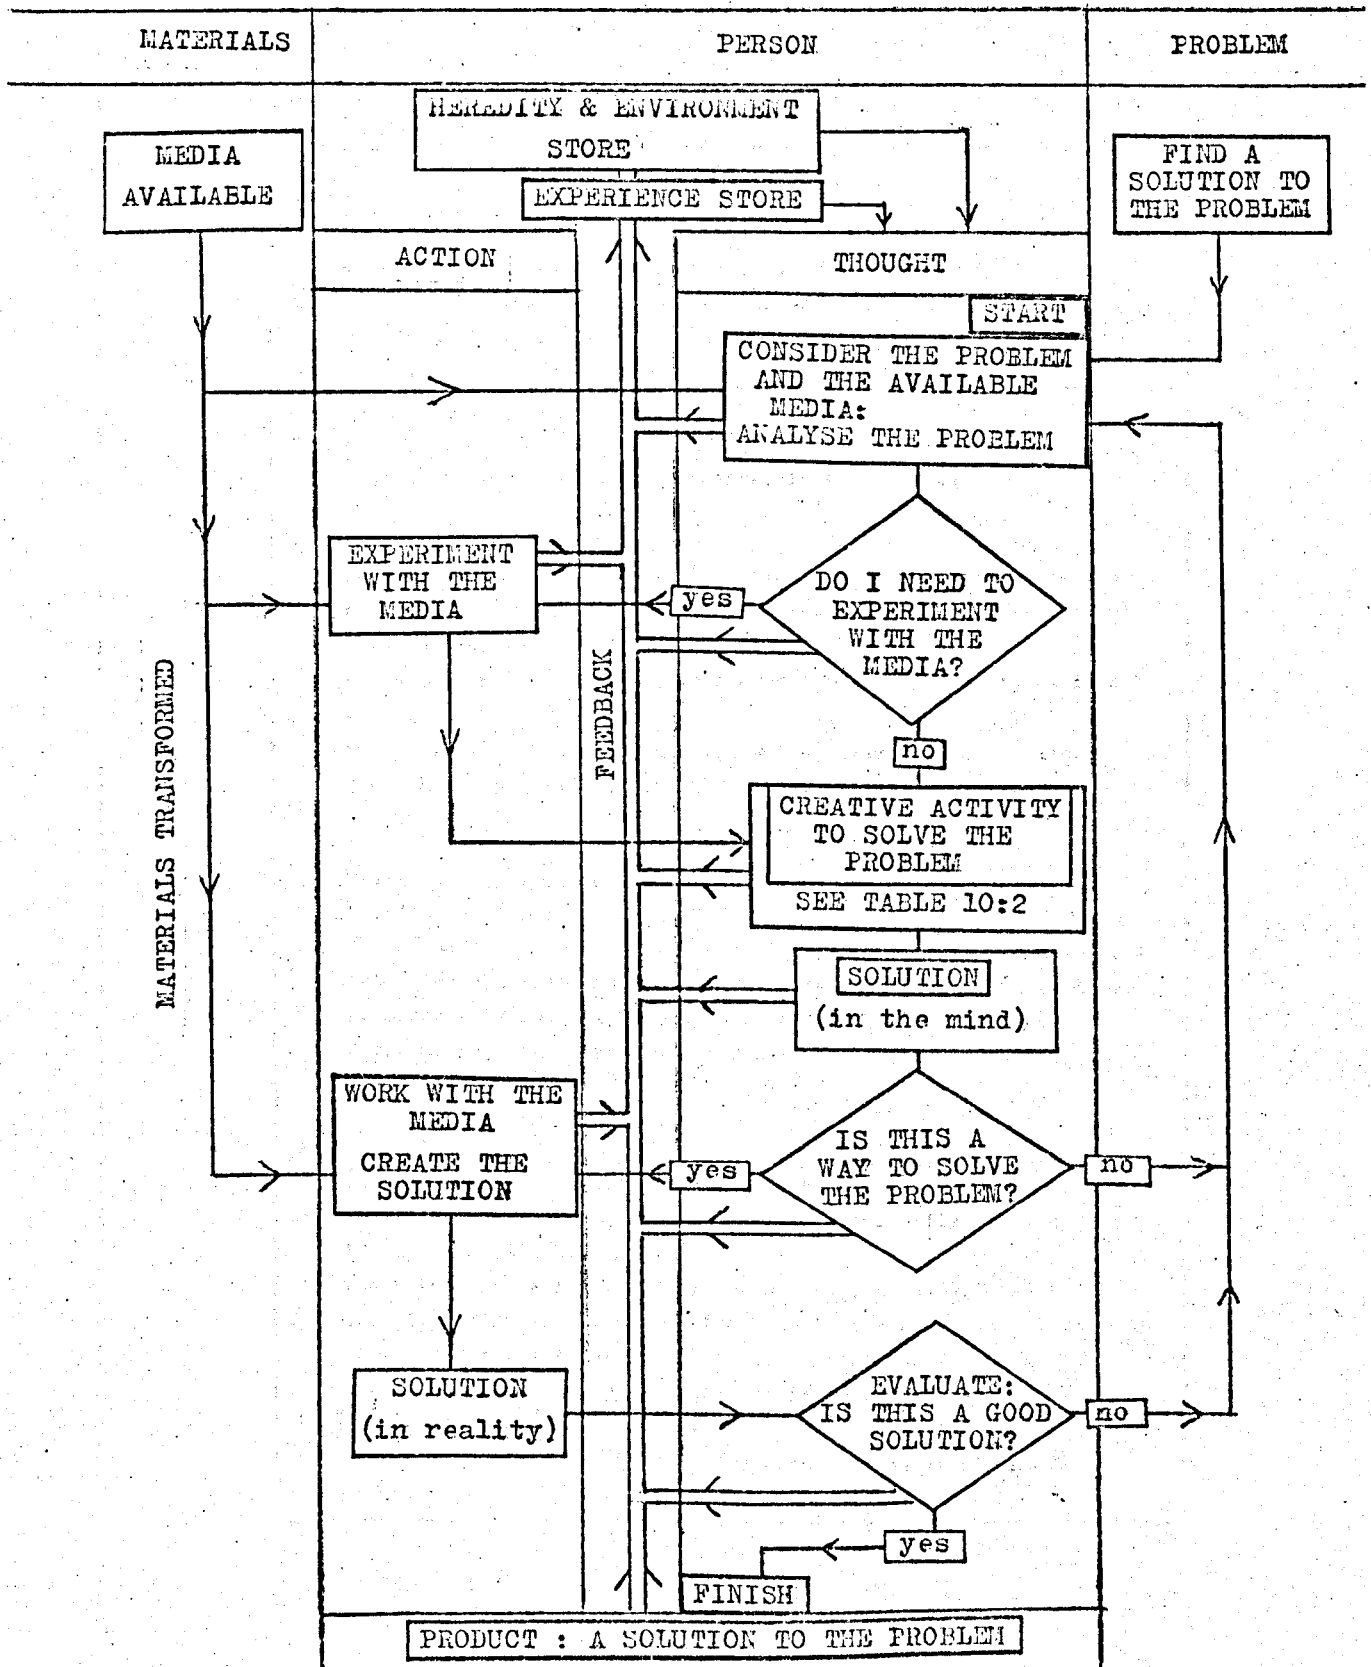 MATERIALS
PERSON
PROBLEM
HEREDITY & ENVIRONMENT
STORE
MEDIA
AVAILABLE
EXPERIENCE STORE
FIND A
SOLUTION TO
THE PROBLEM
ACTION
THOUGHT
START
CONSIDER THE PROBLEM
AND THE AVAILABLE
MEDIA:
ANALYSE THE PROBLEM
EXPERIMENT
WITH THE
MEDIA
yes
DO I NEED TO
EXPERIMENT
WITH THE
MEDIA?
MATERIALS TRANSFORMED
FEEDBACK
no
CREATIVE ACTIVITY
TO SOLVE THE
PROBLEM
SEE TABLE 10:2
SOLUTION
(in the mind)
WORK WITH THE
MEDIA
CREATE THE
SOLUTION
yes
IS THIS A
WAY TO SOLVE
THE PROBLEM?
no
SOLUTION
(in reality)
EVALUATE:
IS THIS A GOOD
SOLUTION?
no
yes
FINISH
PRODUCT : A SOLUTION TO THE PROBLEM